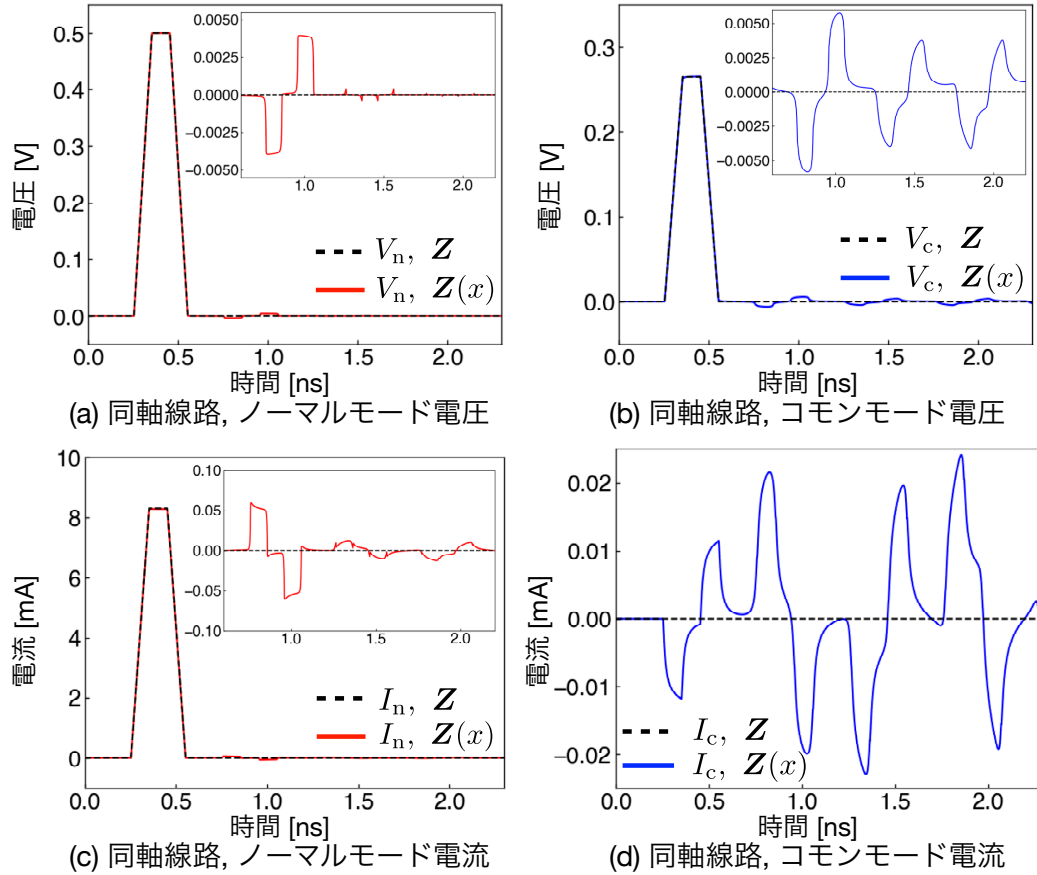 0.0050
0.0025
0.0000
−0.0025
−0.0050
1.0 1.5 2.0
0.5
0.4
0.3
0.2
0.1
0.0
電圧 [V]
Vn, Z
Vn, Z(x)
0.0 0.5 1.0 1.5 2.0
時間 [ns]
(a) 同軸線路, ノーマルモード電圧
0.0050
0.0025
0.0000
−0.0025
−0.0050
1.0 1.5 2.0
0.3
0.2
0.1
0.0
電圧 [V]
Vc, Z
Vc, Z(x)
0.0 0.5 1.0 1.5 2.0
時間 [ns]
(b) 同軸線路, コモンモード電圧
0.10
0.05
0.00
−0.05
−0.10
1.0 1.5 2.0
10
8
6
4
2
0
電流 [mA]
In, Z
In, Z(x)
0.0 0.5 1.0 1.5 2.0
時間 [ns]
(c) 同軸線路, ノーマルモード電流
0.02
0.01
0.00
−0.01
−0.02
電流 [mA]
Ic, Z
Ic, Z(x)
0.0 0.5 1.0 1.5 2.0
時間 [ns]
(d) 同軸線路, コモンモード電流